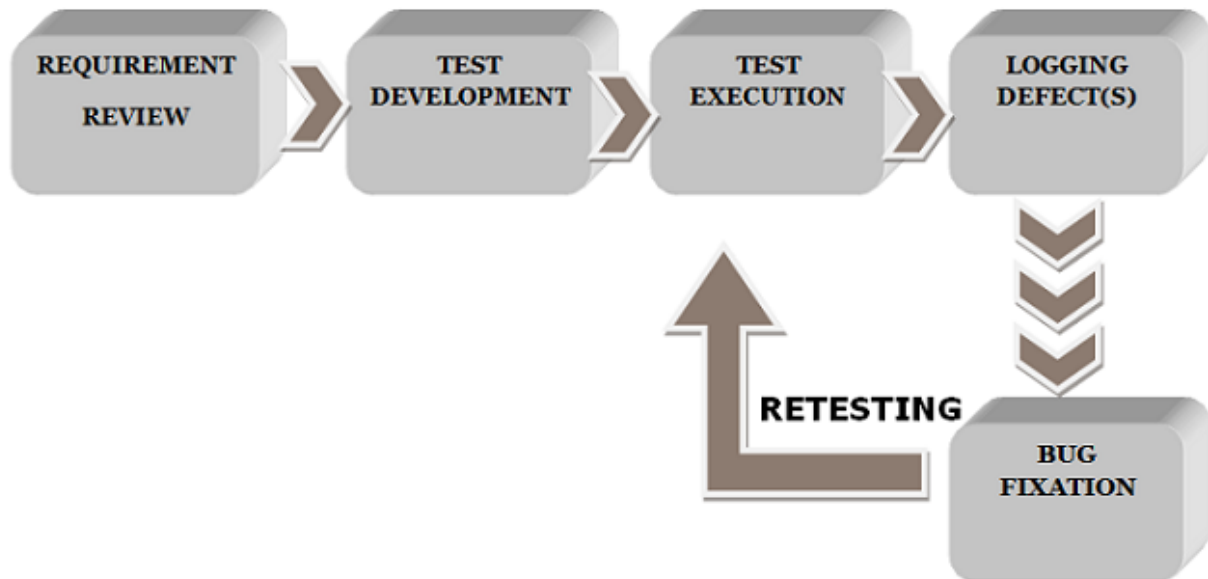 REQUIREMENT
REVIEW
TEST
DEVELOPMENT
TEST
EXECUTION
LOGGING
DEFECT(S)
RETESTING
BUG
FIXATION